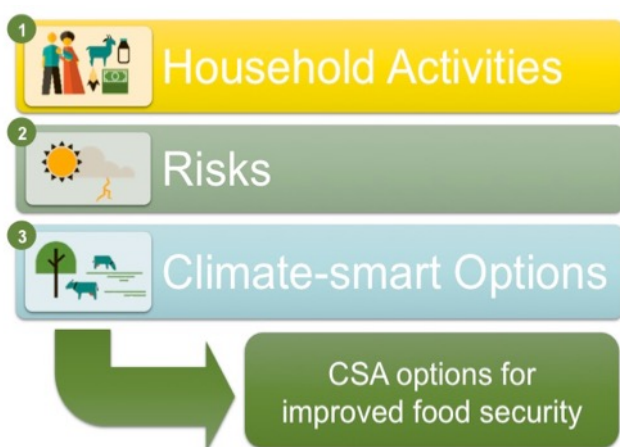 1
Household Activities
2
Risks
3
Climate-smart Options
CSA options for
improved food security